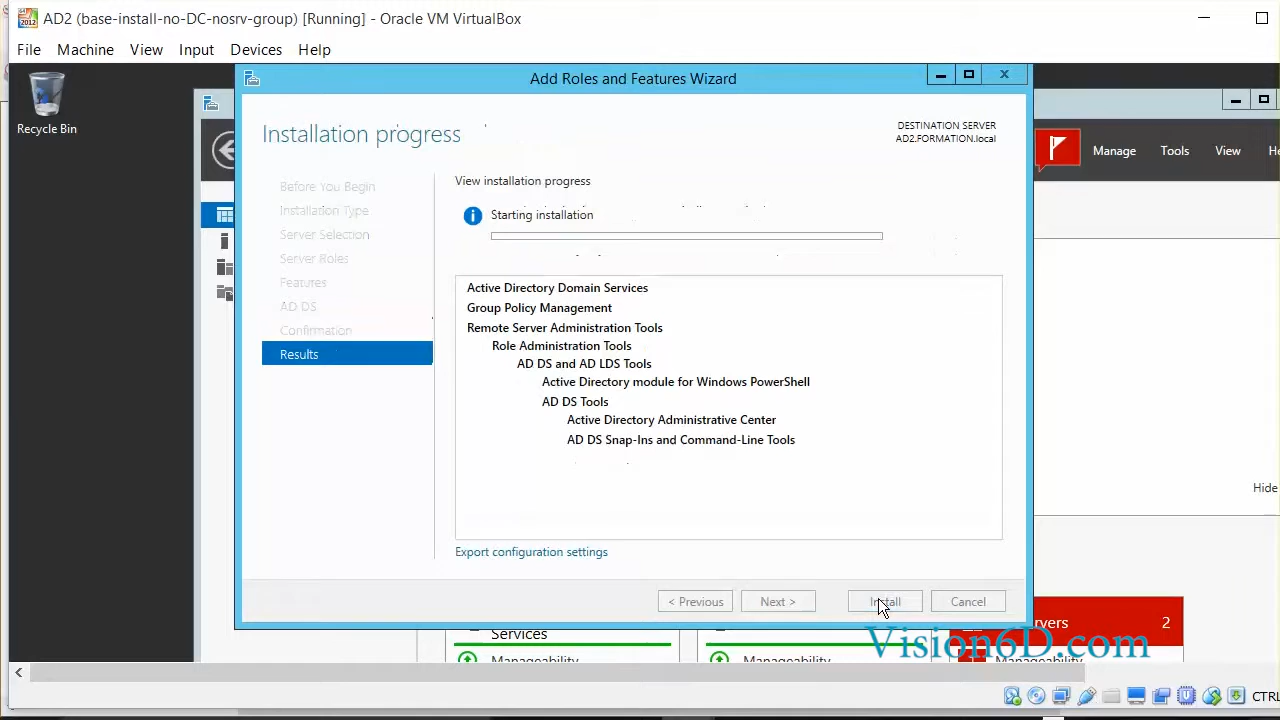 AD2 (base-install-no-DC-nosrv-group) [Running] - Oracle VM VirtualBox
File Machine View Input Devices Help
Add Roles and Features Wizard
Recycle Bin
Installation progress
DESTINATION SERVER
AD2.FORMATION.local
Manage Tools View
Before You Begin
Installation Type
Server Selection
Server Roles
Features
AD DS
Confirmation
Results
View installation progress
Starting installation
Active Directory Domain Services
Group Policy Management
Remote Server Administration Tools
Role Administration Tools
AD DS and AD LDS Tools
Active Directory module for Windows PowerShell
AD DS Tools
Active Directory Administrative Center
AD DS Snap-Ins and Command-Line Tools
Hide
Export configuration settings
< Previous Next > Install Cancel
Services
2
Manageability Manageability Manageability
Vision6D.com
2012
CTRL